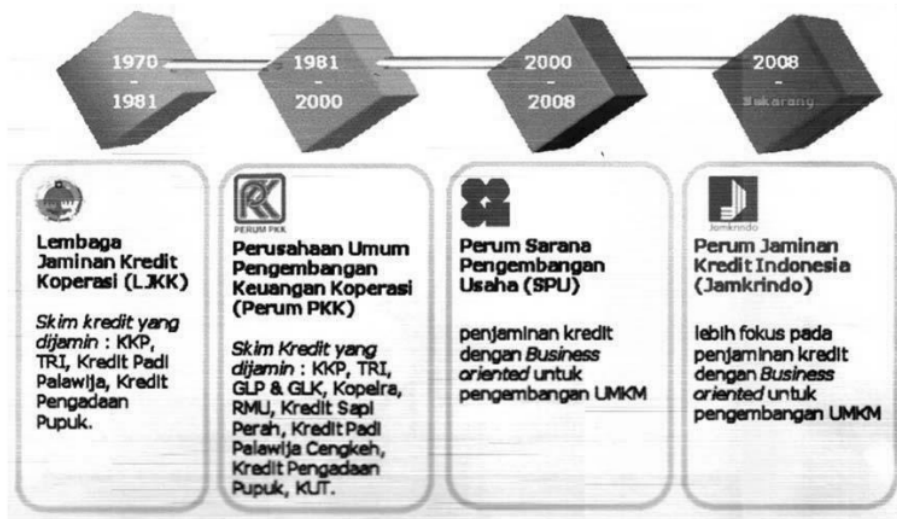 1970
-
1981
1981
-
2000
2000
-
2008
2008
-
Sukarang
Lembaga
Jaminan Kredit
Koperasi (LJKK)
Skim kredit yang
dijamin : KKP,
TRI, Kredit Padi
Palawija, Kredit
Pengadaan
Pupuk.
PERUM PKK
Perusahaan Umum
Pengembangan
Keuangan Koperasi
(Perum PKK)
Skim Kredit yang
dijamin : KKP, TRI,
GLP & GLK, Kopelra,
RMU, Kredit Sapi
Perah, Kredit Padi
Palawija Cengkeh,
Kredit Pengadaan
Pupuk, KUT.
Perum Sarana
Pengembangan
Usaha (SPU)
penjaminan kredit
dengan Business
oriented untuk
pengembangan UMKM
Jamkrindo
Perum Jaminan
Kredit Indonesia
(Jamkrindo)
lebih fokus pada
penjaminan kredit
dengan Business
oriented untuk
pengembangan UMKM